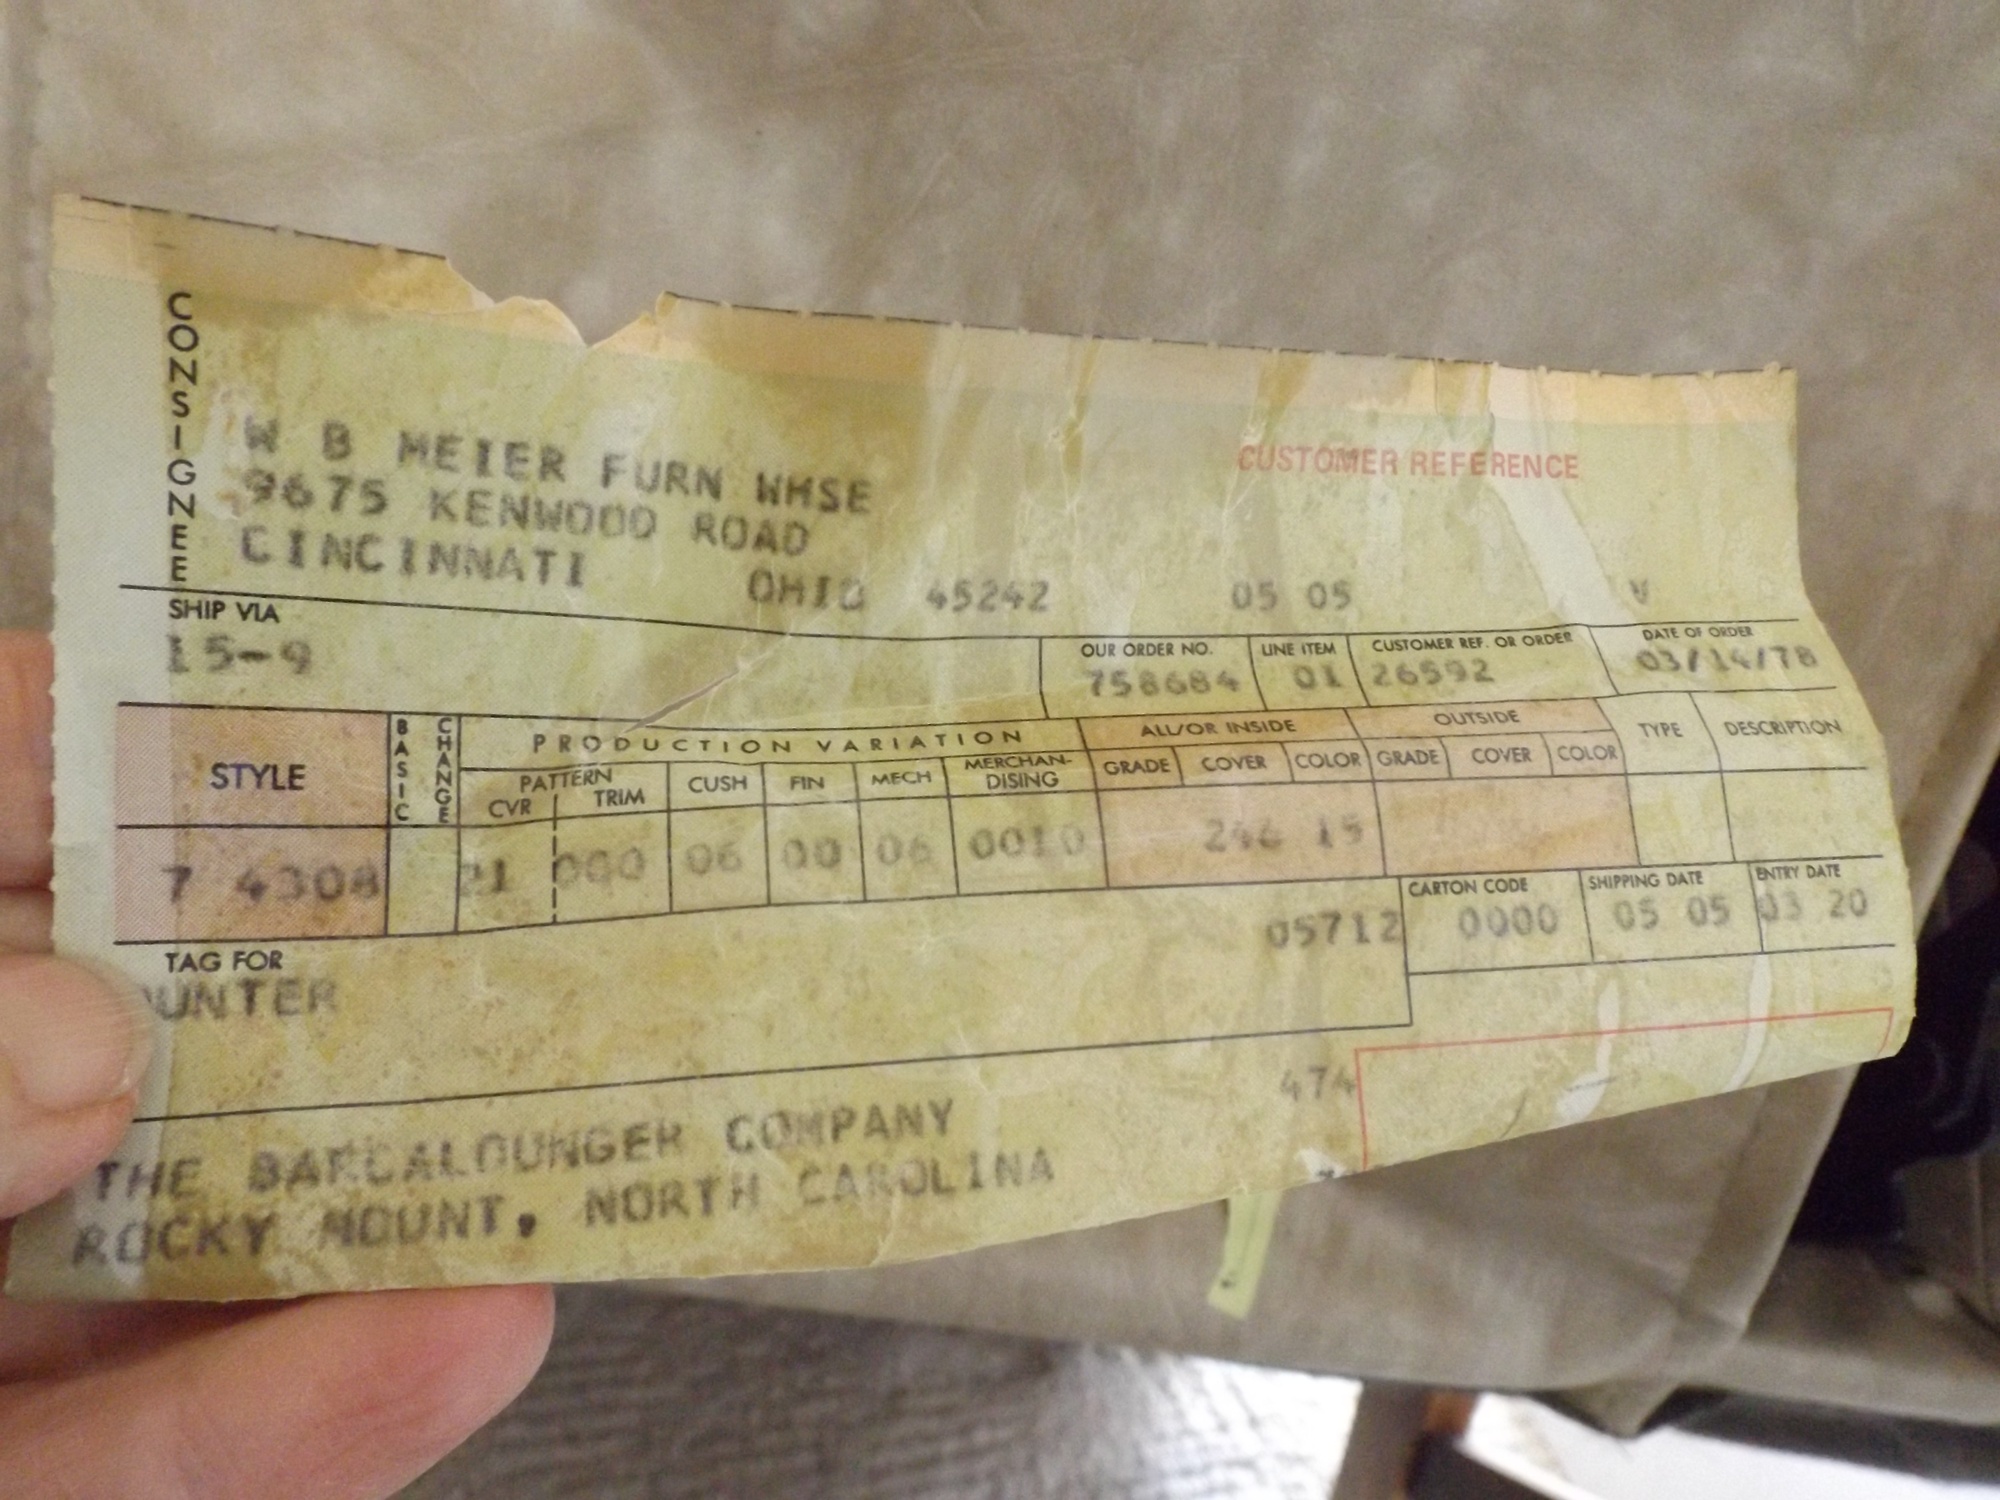 CONSIGNEE
W B MEIER FURN WHSE
CUSTOMER REFERENCE
9675 KENWOOD ROAD
CINCINNATI OHIO 45242 05 05 A
SHIP VIA
15-9
OUR ORDER NO. LINE ITEM CUSTOMER REF. OR ORDER DATE OF ORDER
758684 01 26592 03/14/78
STYLE BASIC CHANGE PRODUCTION VARIATION ALL/OR INSIDE OUTSIDE TYPE DESCRIPTION
PATTERN CUSH FIN MECH MERCHAN-DISING GRADE COVER COLOR GRADE COVER COLOR
CVR TRIM
7 4308 21 000 06 00 06 0010 246 15
CARTON CODE SHIPPING DATE ENTRY DATE
05712 0000 05 05 03 20
TAG FOR
UNTER
474
THE BARCALOUNGER COMPANY
ROCKY MOUNT, NORTH CAROLINA